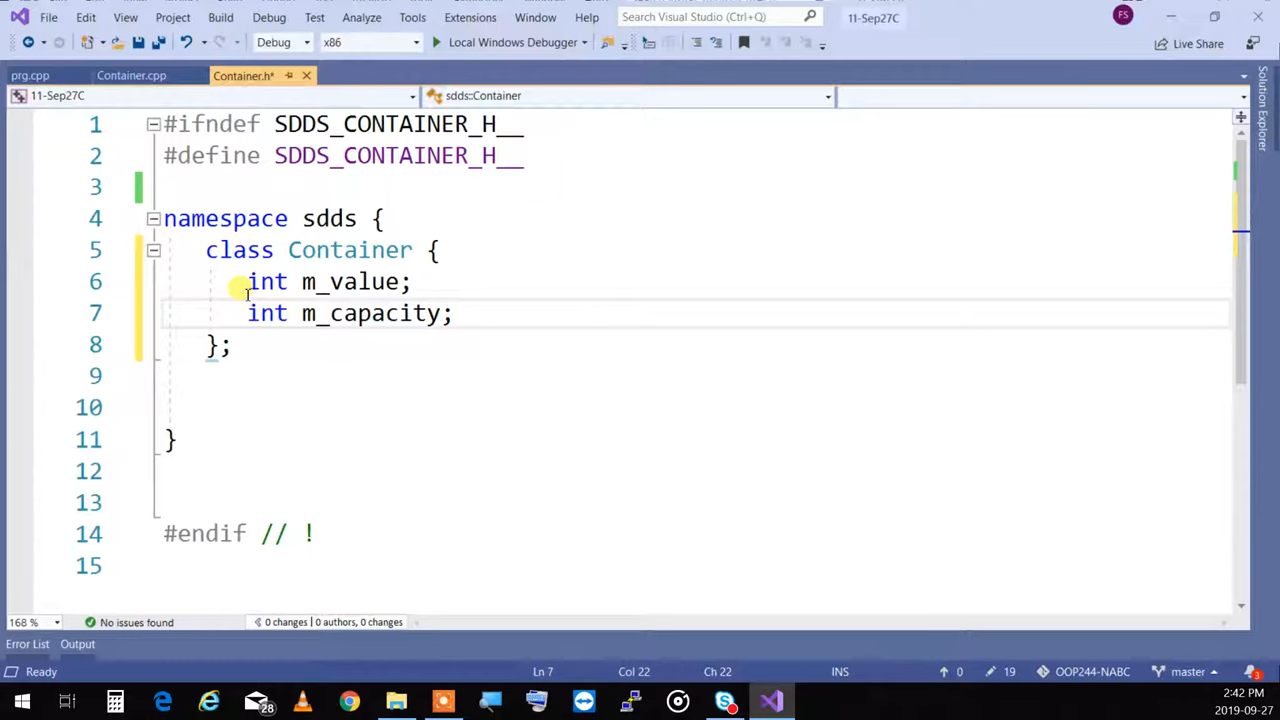 File Edit View Project Build Debug Test Analyze Tools Extensions Window Help Search Visual Studio (Ctrl+Q) 11-Sep27C FS
Debug x86 Local Windows Debugger Live Share
prg.cpp Container.cpp Container.h*
11-Sep27C sdds::Container
Solution Explorer
1 #ifndef SDDS_CONTAINER_H__
2 #define SDDS_CONTAINER_H__
3
4 namespace sdds {
5 class Container {
6 int m_value;
7 int m_capacity;
8 };
9
10
11 }
12
13
14 #endif // !
15
168 % No issues found 0 changes | 0 authors, 0 changes
Error List Output
Ready Ln 7 Col 22 Ch 22 INS 0 19 OOP244-NABC master 3
28 2:42 PM
2019-09-27